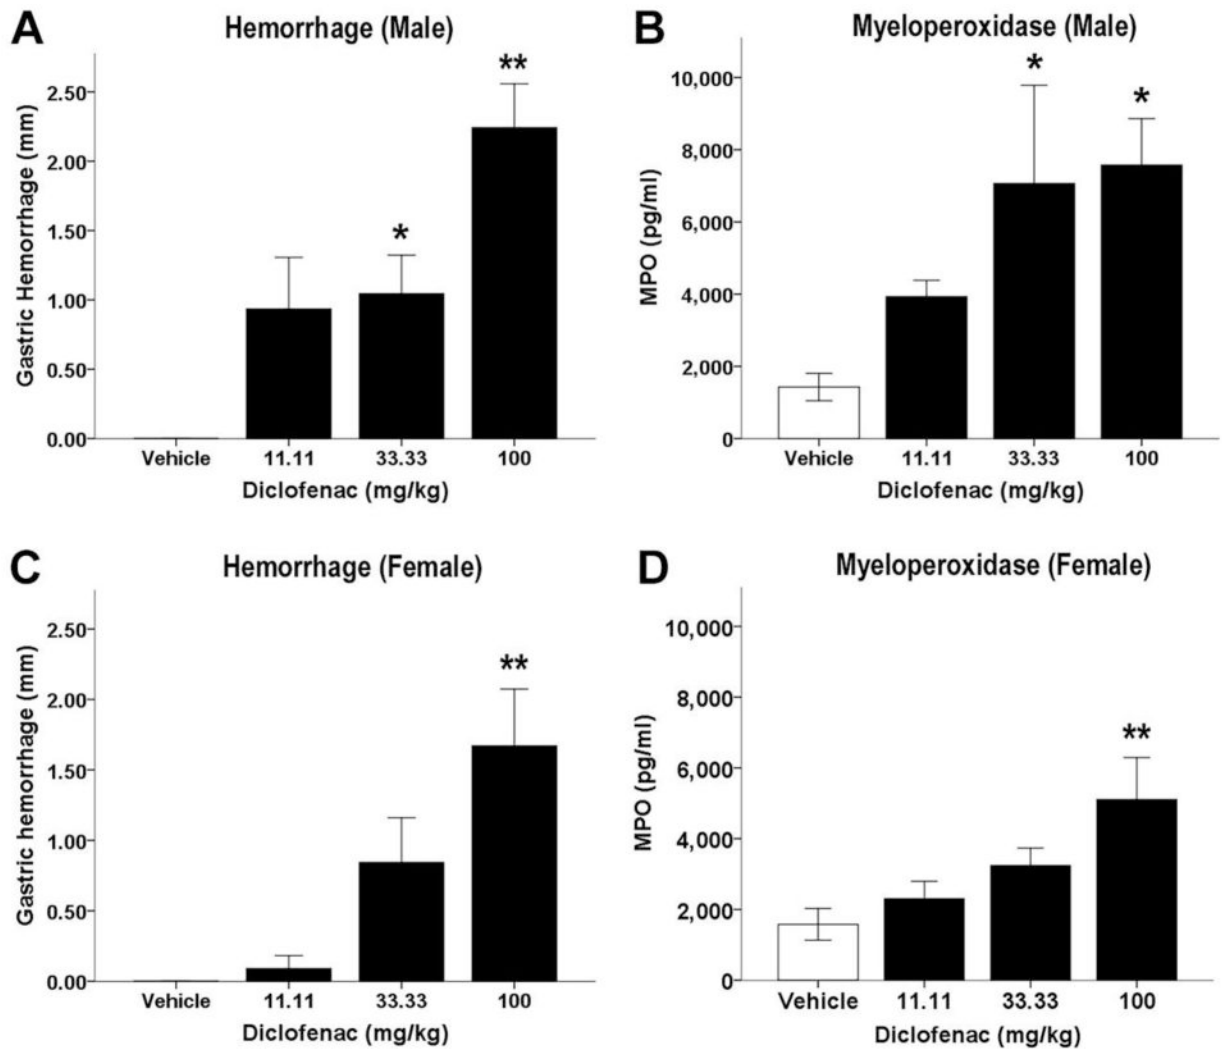 A
Hemorrhage (Male)
Gastric Hemorrhage (mm)
2.50
2.00
1.50
1.00
0.50
0.00
**
*
Vehicle 11.11 33.33 100
Diclofenac (mg/kg)
B
Myeloperoxidase (Male)
MPO (pg/ml)
10,000
8,000
6,000
4,000
2,000
0
*
*
Vehicle 11.11 33.33 100
Diclofenac (mg/kg)
C
Hemorrhage (Female)
Gastric hemorrhage (mm)
2.50
2.00
1.50
1.00
0.50
0.00
**
Vehicle 11.11 33.33 100
Diclofenac (mg/kg)
D
Myeloperoxidase (Female)
MPO (pg/ml)
10,000
8,000
6,000
4,000
2,000
0
**
Vehicle 11.11 33.33 100
Diclofenac (mg/kg)